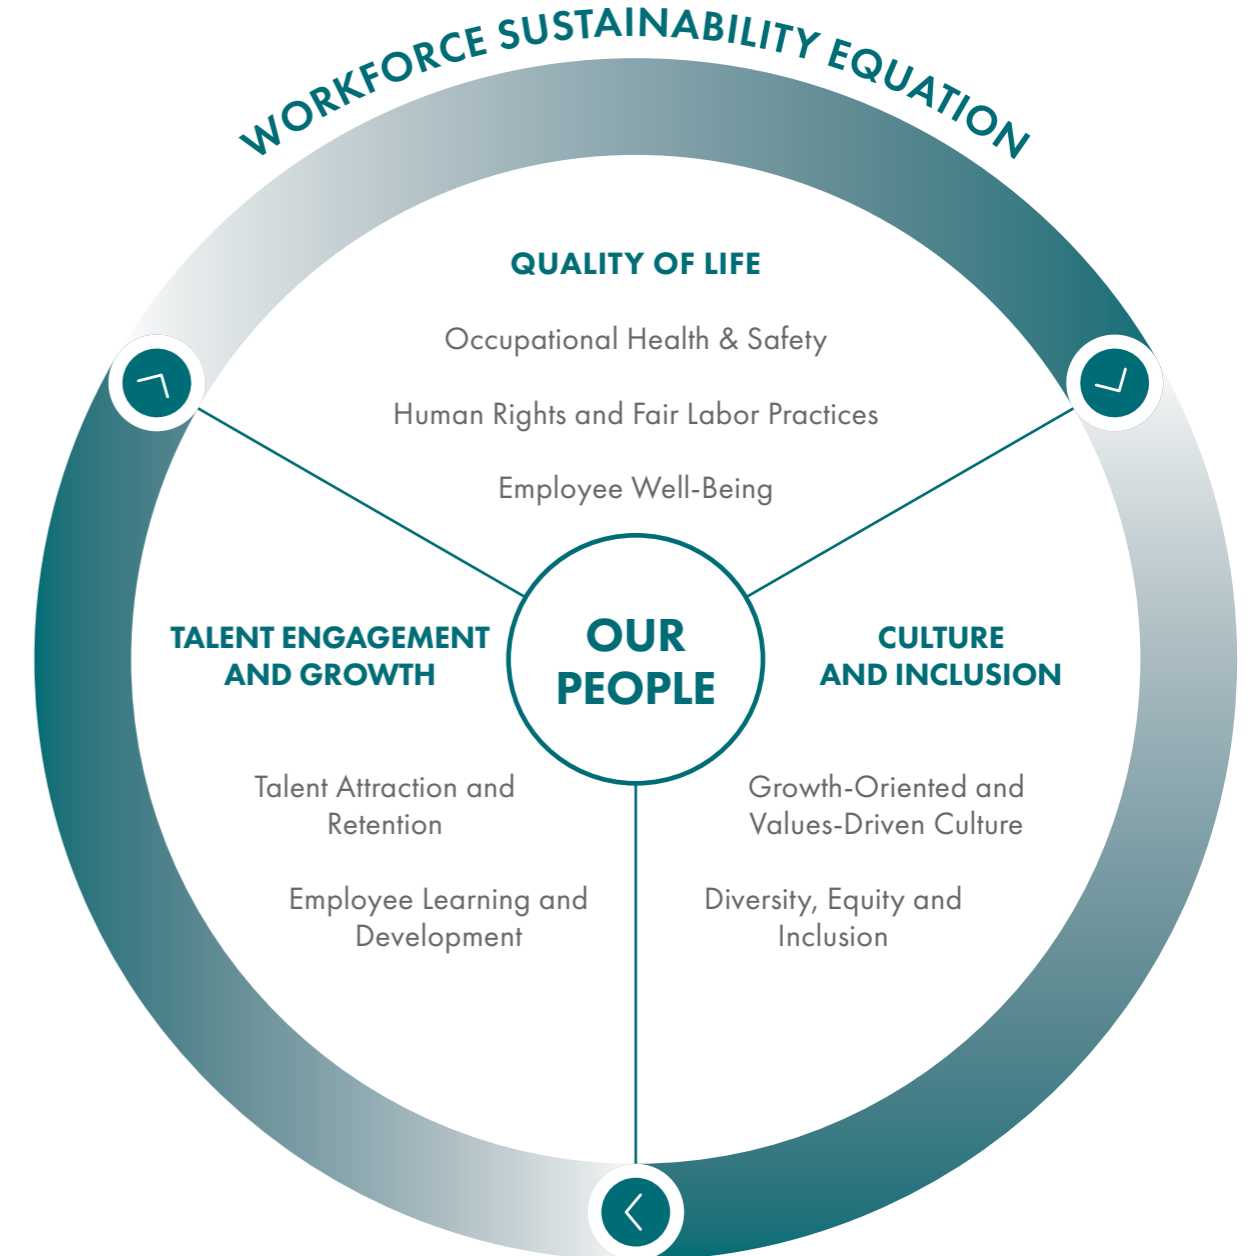 WORKFORCE SUSTAINABILITY EQUATION
QUALITY OF LIFE
Occupational Health & Safety
Human Rights and Fair Labor Practices
Employee Well-Being
OUR
PEOPLE
TALENT ENGAGEMENT
AND GROWTH
Talent Attraction and
Retention
Employee Learning and
Development
CULTURE
AND INCLUSION
Growth-Oriented and
Values-Driven Culture
Diversity, Equity and
Inclusion